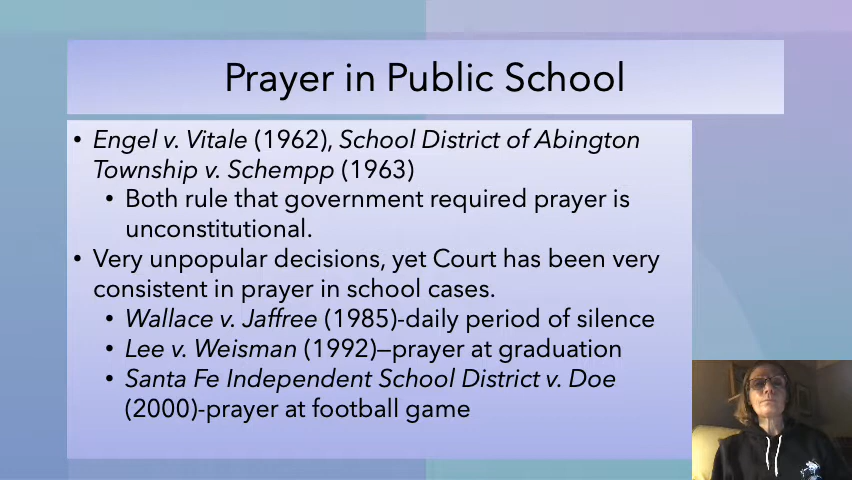 Prayer in Public School
• Engel v. Vitale (1962), School District of Abington
Township v. Schempp (1963)
• Both rule that government required prayer is
unconstitutional.
• Very unpopular decisions, yet Court has been very
consistent in prayer in school cases.
• Wallace v. Jaffree (1985)-daily period of silence
• Lee v. Weisman (1992)—prayer at graduation
• Santa Fe Independent School District v. Doe
(2000)-prayer at football game